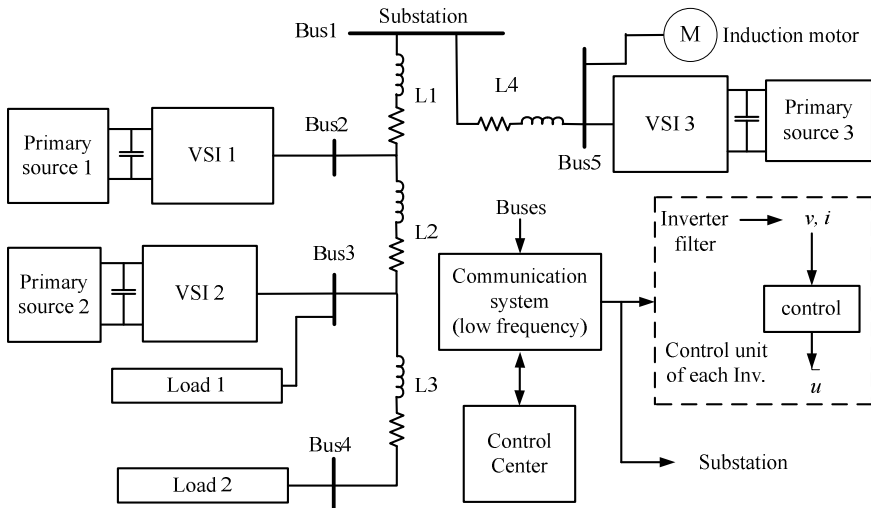 Substation
Bus1
M
Induction motor
L1
L4
Primary
source 1
VSI 1
Bus2
VSI 3
Primary
source 3
Bus5
L2
Buses
Inverter
filter
v, i
Bus3
Primary
source 2
VSI 2
Communication
system
(low frequency)
control
Control unit
of each Inv.
u
Load 1
L3
Control
Center
Bus4
Substation
Load 2